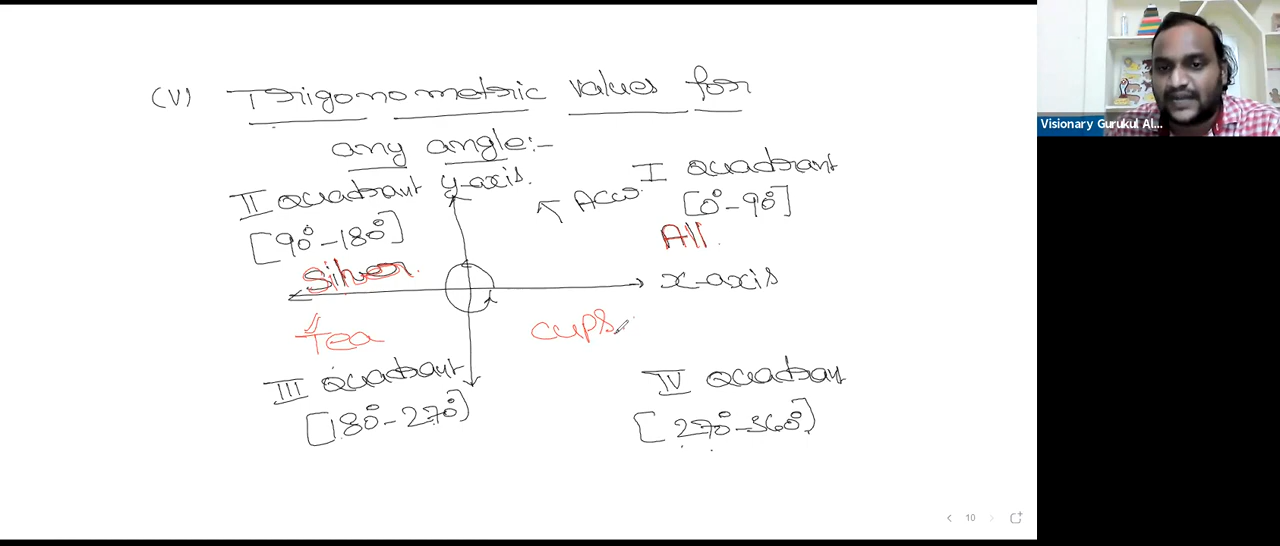 (V) Trigonometric values for
any angle:-
II quadrant
[90°-180°]
Silver
y-axis.
ACW
I quadrant
[0°-90°]
All
x-axis
Tea
III quadrant
[180°-270°]
cups
IV quadrant
[270°-360°]
Visionary Gurukul Al...
10